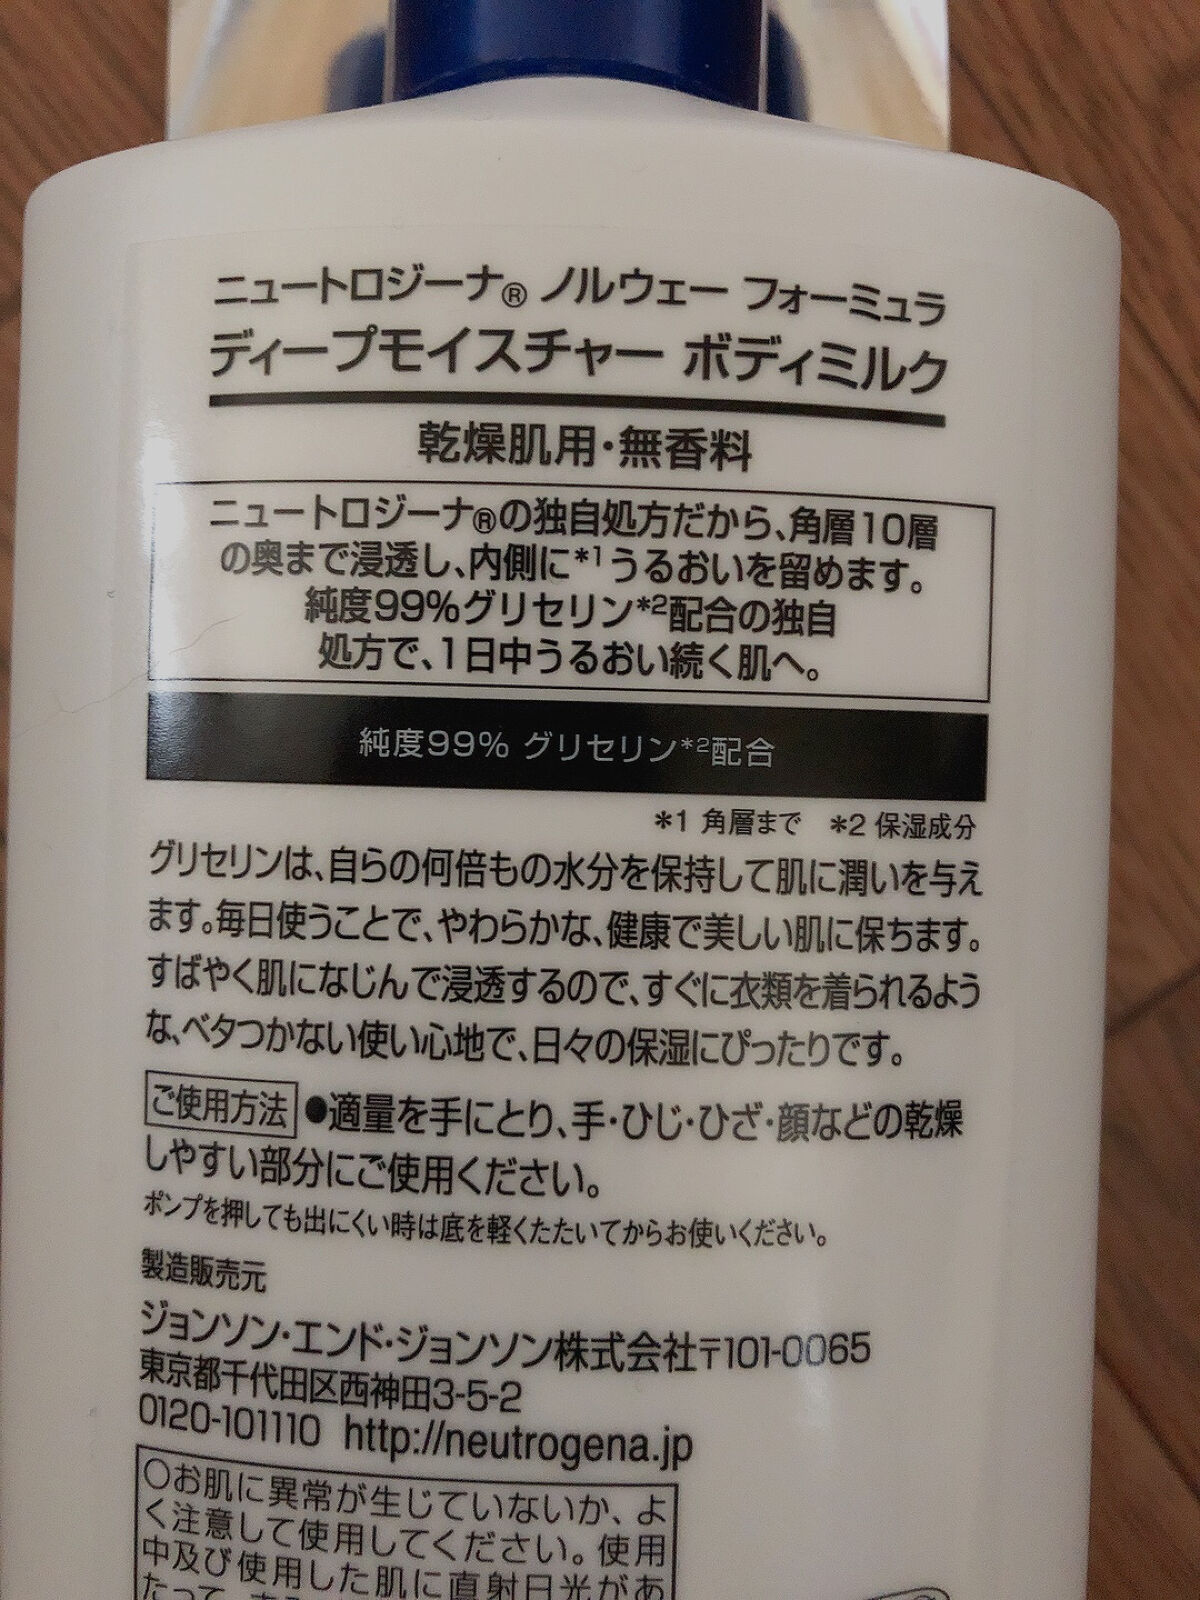 ニュートロジーナ® ノルウェー フォーミュラ
ディープモイスチャー ボディミルク
乾燥肌用・無香料
ニュートロジーナ®の独自処方だから、角層10層
の奥まで浸透し、内側に*1うるおいを留めます。
純度99%グリセリン*2配合の独自
処方で、1日中うるおい続く肌へ。
純度99% グリセリン*2配合
*1 角層まで *2 保湿成分
グリセリンは、自らの何倍もの水分を保持して肌に潤いを与え
ます。毎日使うことで、やわらかな、健康で美しい肌に保ちます。
すばやく肌になじんで浸透するので、すぐに衣類を着られるよう
な、ベタつかない使い心地で、日々の保湿にぴったりです。
ご使用方法 ●適量を手にとり、手・ひじ・ひざ・顔などの乾燥
しやすい部分にご使用ください。
ポンプを押しても出にくい時は底を軽くたたいてからお使いください。
製造販売元
ジョンソン・エンド・ジョンソン株式会社〒101-0065
東京都千代田区西神田3-5-2
0120-101110 http://neutrogena.jp
○お肌に異常が生じていないか、よ
く注意して使用してください。使用
中及び使用した肌に直射日光があ
たって、